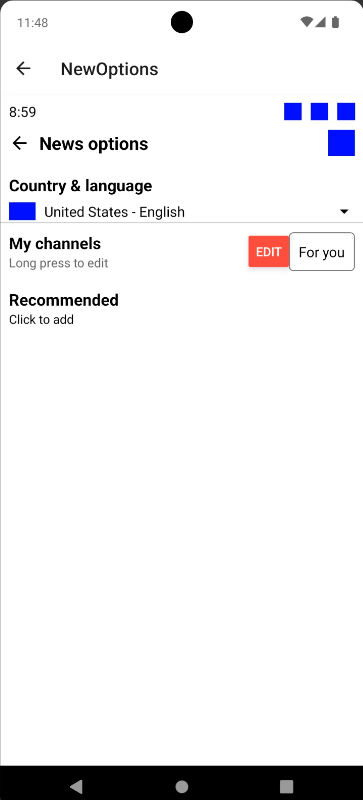 11:48
NewOptions
8:59
News options
Country & language
United States - English
My channels
Long press to edit
EDIT
For you
Recommended
Click to add